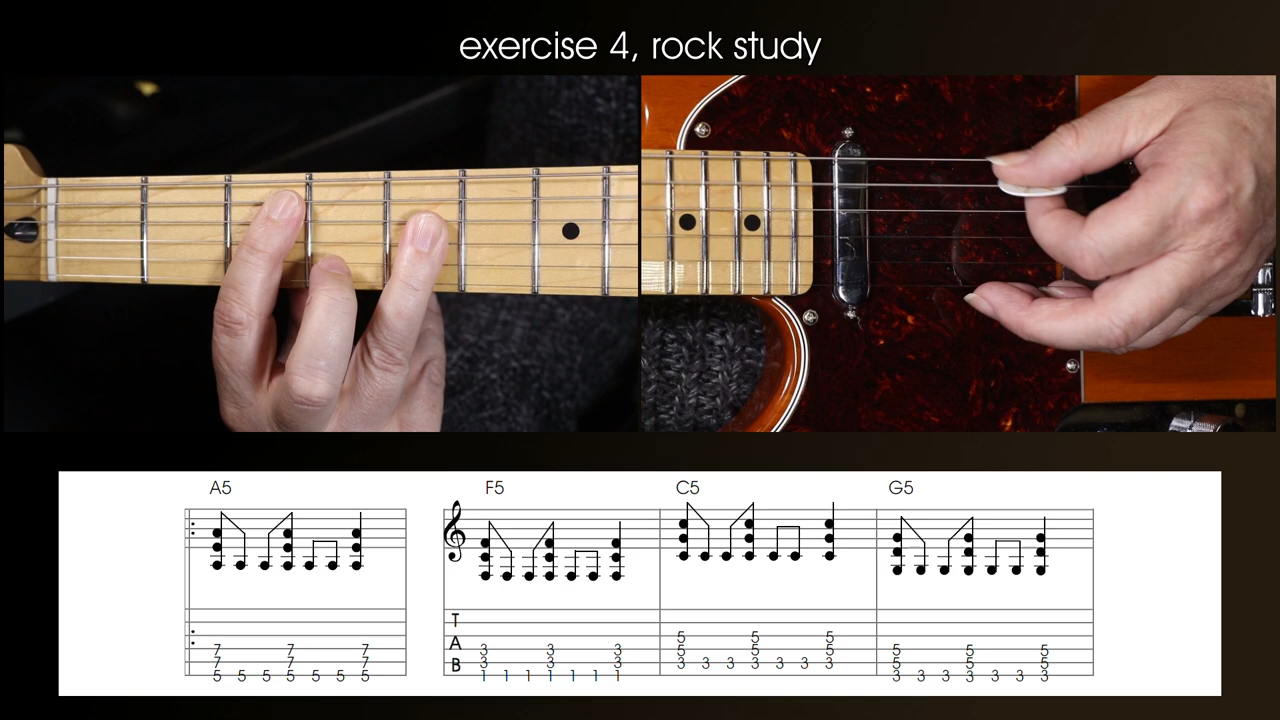 exercise 4, rock study
A5 F5 C5 G5
T
A
B
5
5 5 5
7 7 7 3 3 3 5 5 5 5 5 5
7 7 7 3 3 3 3 3 3 3 3 3 3 5 5 5
5 5 5 5 5 5 5 1 1 1 1 1 1 1 3 3 3 3 3 3 3